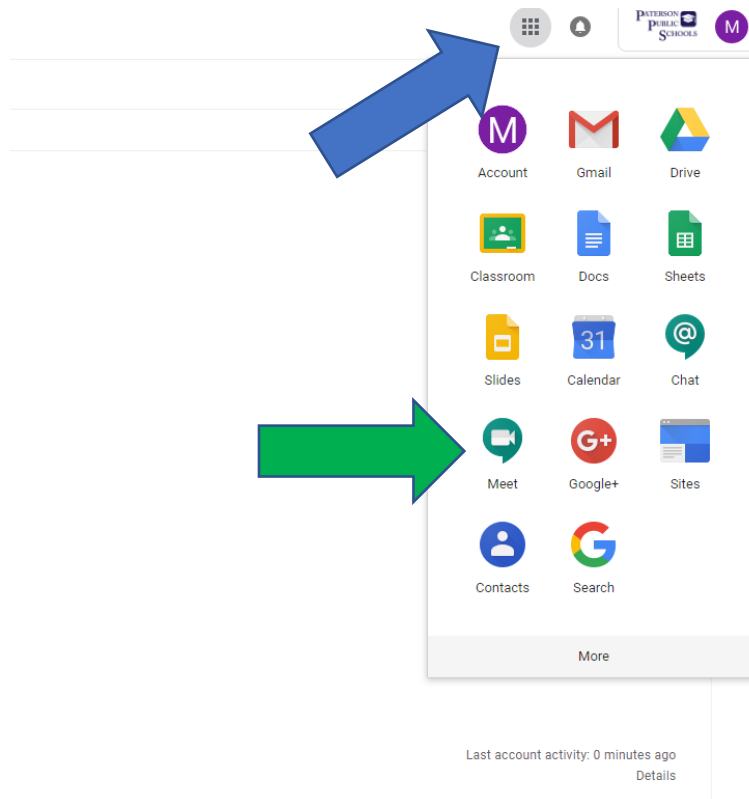 PATERSON
PUBLIC
SCHOOLS
M
M
Account Gmail Drive
Classroom Docs Sheets
31 @
Slides Calendar Chat
G+
Meet Google+ Sites
G
Contacts Search
More
Last account activity: 0 minutes ago
Details